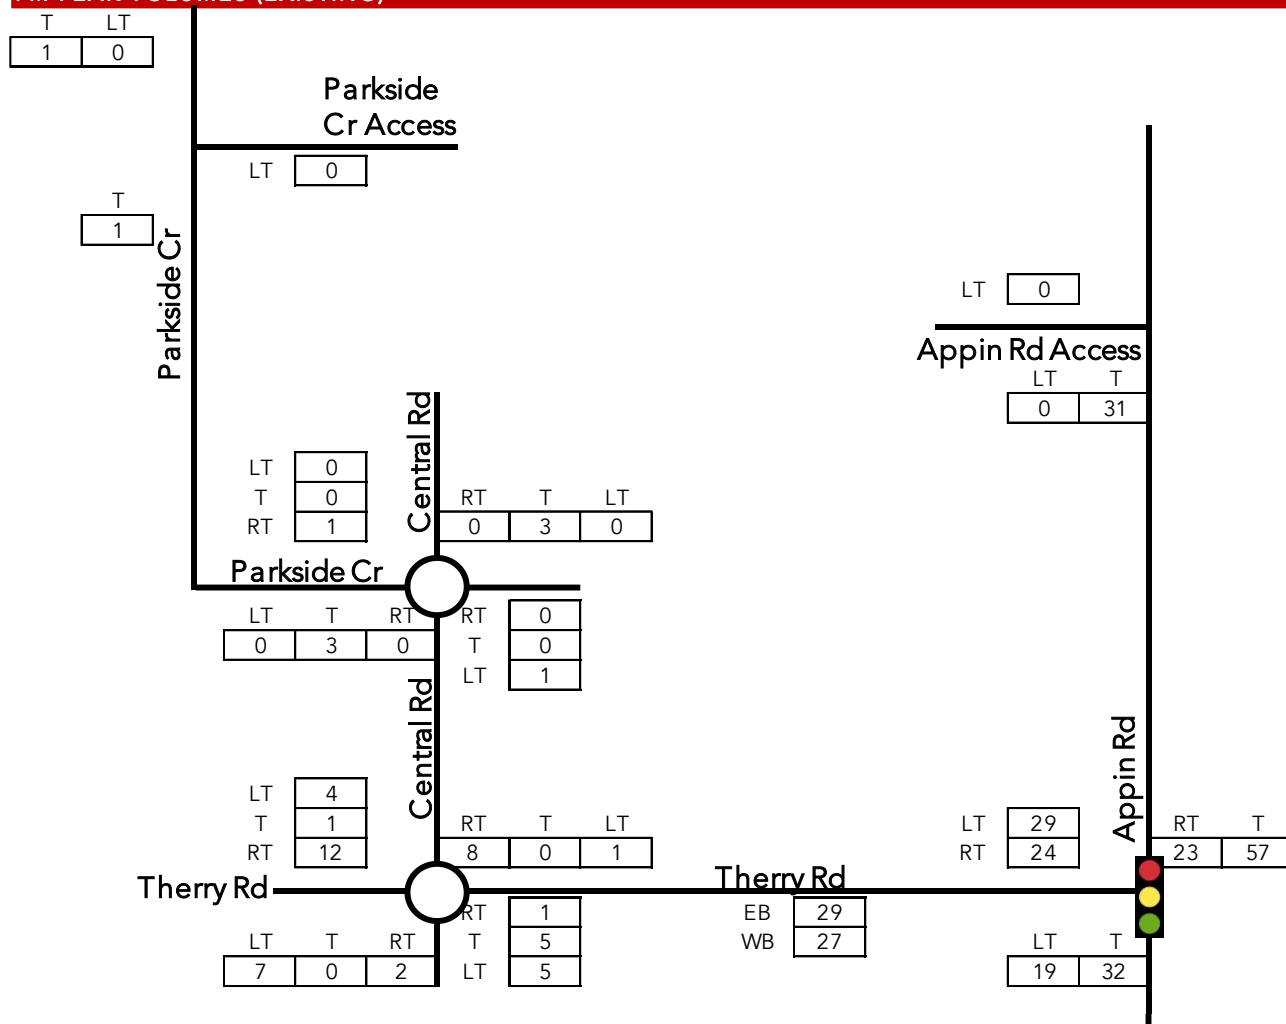 T LT
1 0
Parkside
Cr Access
LT 0
T
1
Parkside Cr
LT 0
Appin Rd Access
LT T
0 31
Central Rd
LT 0
T 0
RT 1
RT T LT
0 3 0
Parkside Cr
LT T RT
0 3 0
RT 0
T 0
LT 1
Central Rd
Appin Rd
LT 4
T 1
RT 12
RT T LT
8 0 1
LT 29
RT 24
RT T
23 57
Therry Rd
Therry Rd
RT 1
T 5
LT 5
EB 29
WB 27
LT T RT
7 0 2
LT T
19 32